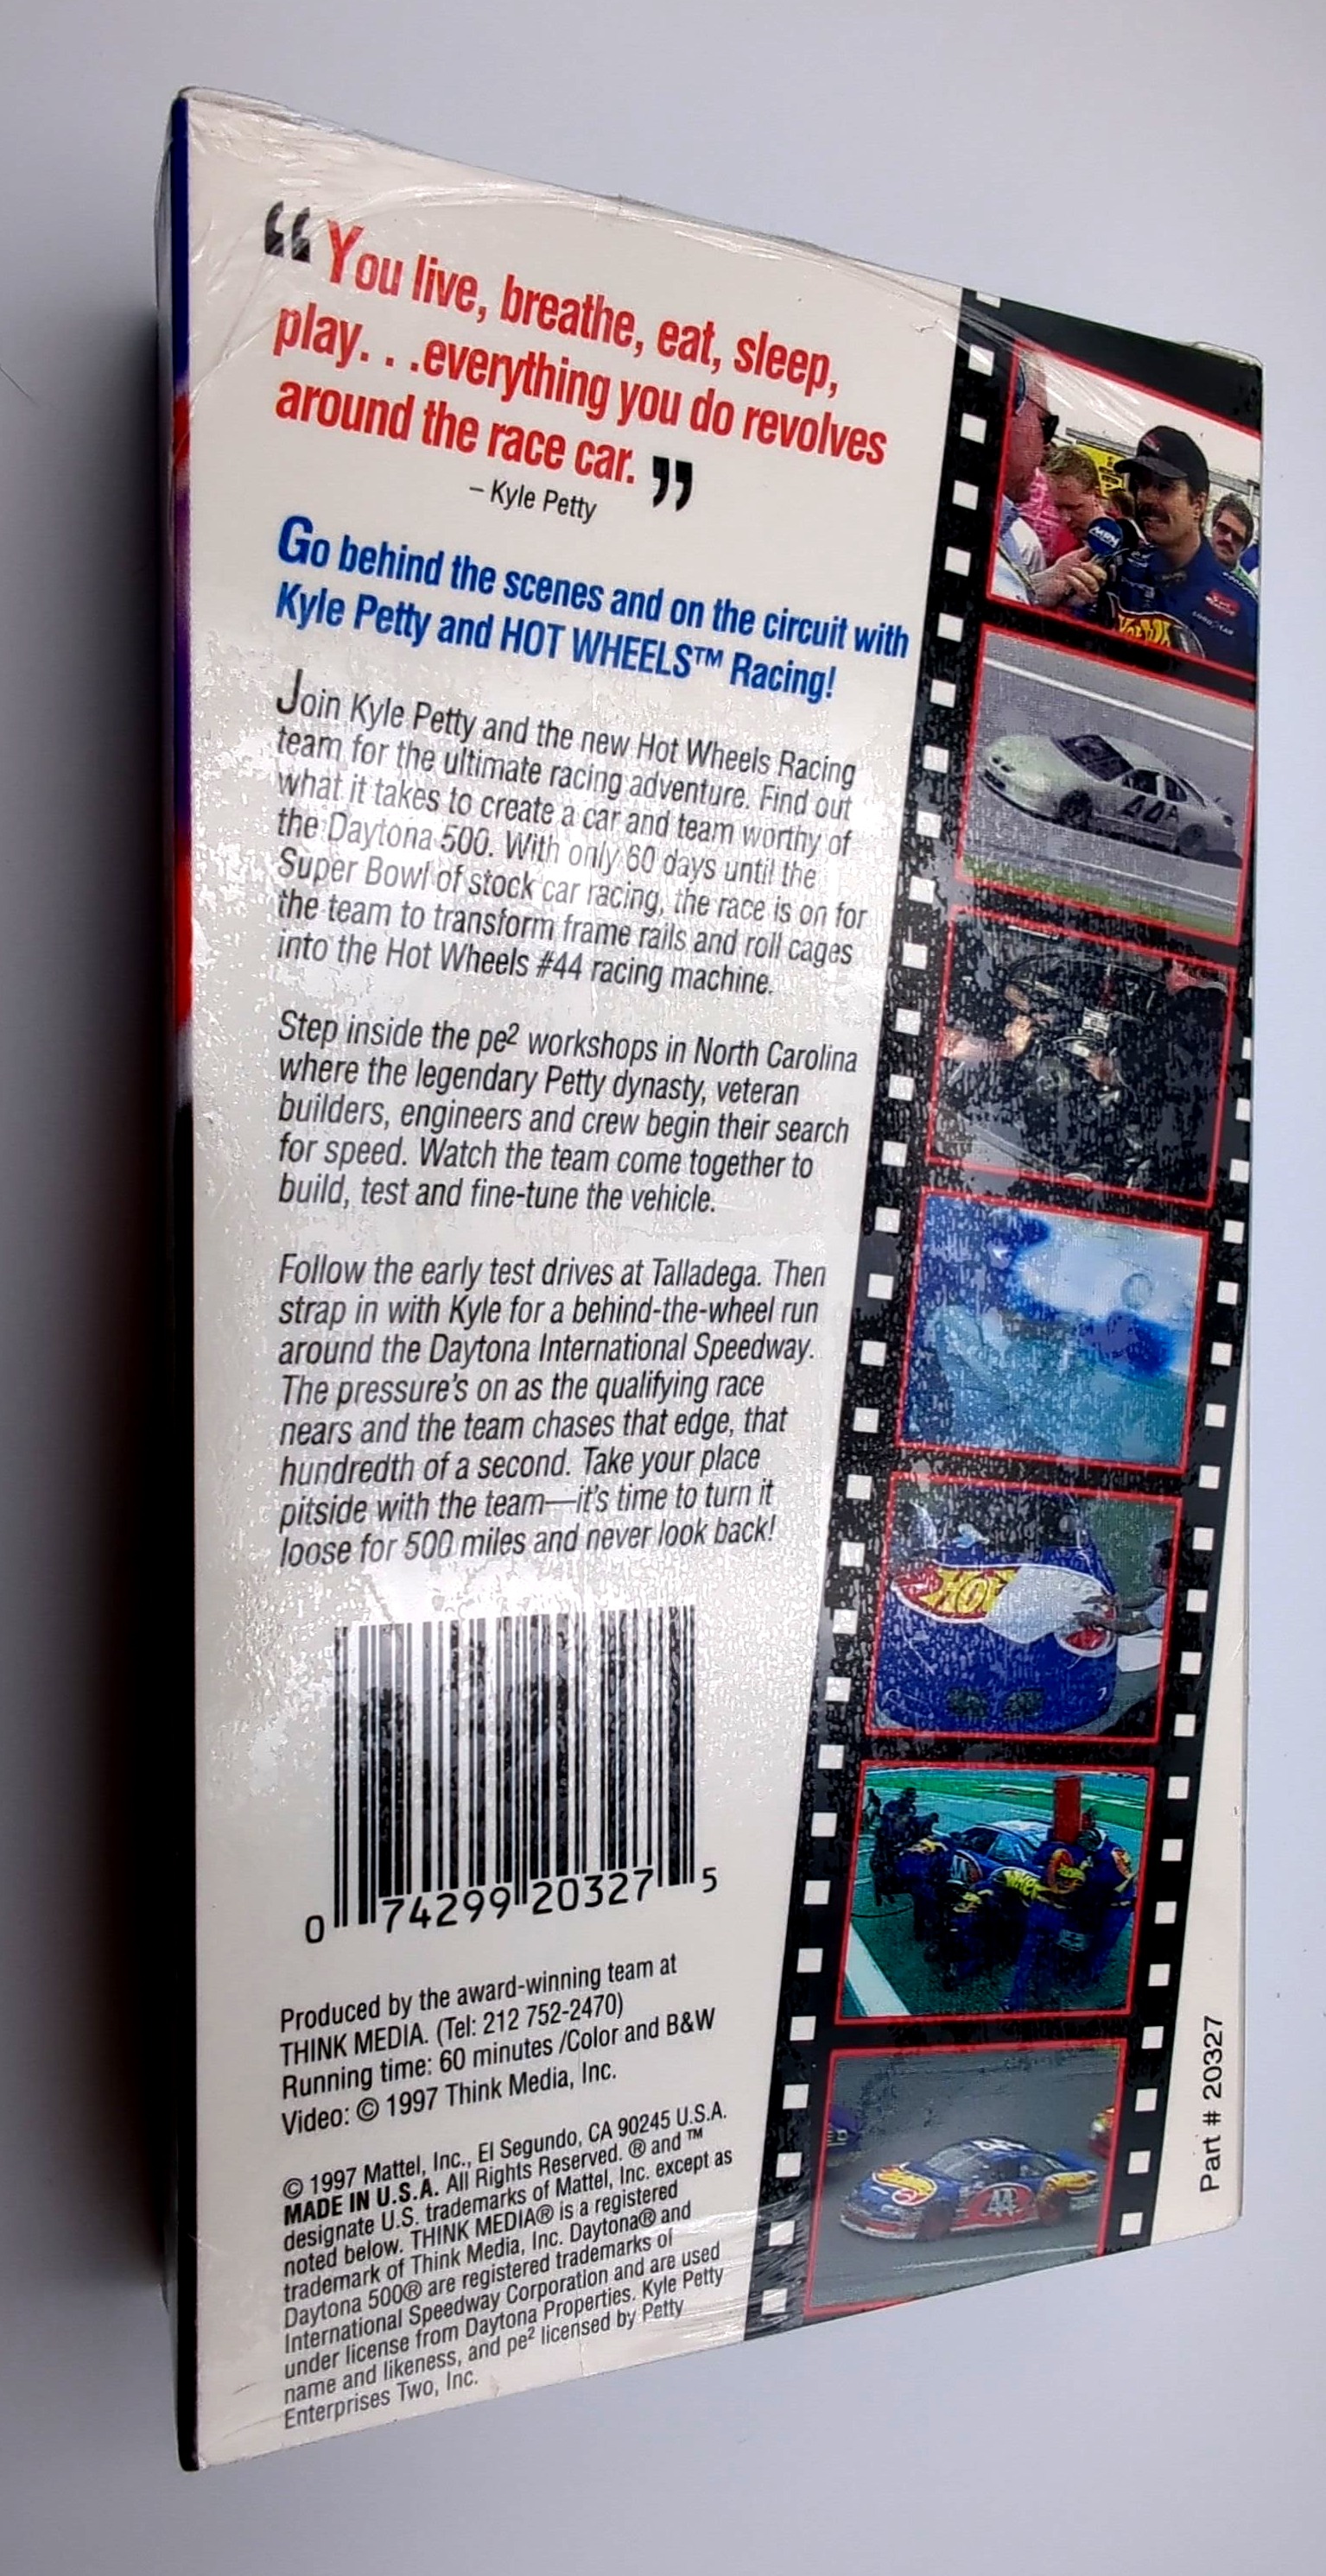 “You live, breathe, eat, sleep,
play. . .everything you do revolves
around the race car.”
– Kyle Petty
Go behind the scenes and on the circuit with
Kyle Petty and HOT WHEELS™ Racing!
Join Kyle Petty and the new Hot Wheels Racing
team for the ultimate racing adventure. Find out
what it takes to create a car and team worthy of
the Daytona 500. With only 60 days until the
Super Bowl of stock car racing, the race is on for
the team to transform frame rails and roll cages
into the Hot Wheels #44 racing machine.
Step inside the pe² workshops in North Carolina
where the legendary Petty dynasty, veteran
builders, engineers and crew begin their search
for speed. Watch the team come together to
build, test and fine-tune the vehicle.
Follow the early test drives at Talladega. Then
strap in with Kyle for a behind-the-wheel run
around the Daytona International Speedway.
The pressure's on as the qualifying race
nears and the team chases that edge, that
hundredth of a second. Take your place
pitside with the team—it's time to turn it
loose for 500 miles and never look back!
0 74299 20327 5
Produced by the award-winning team at
THINK MEDIA. (Tel: 212 752-2470)
Running time: 60 minutes /Color and B&W
Video: © 1997 Think Media, Inc.
© 1997 Mattel, Inc., El Segundo, CA 90245 U.S.A.
MADE IN U.S.A. All Rights Reserved. ® and ™
designate U.S. trademarks of Mattel, Inc. except as
noted below. THINK MEDIA® is a registered
trademark of Think Media, Inc. Daytona® and
Daytona 500® are registered trademarks of
International Speedway Corporation and are used
under license from Daytona Properties. Kyle Petty
name and likeness, and pe² licensed by Petty
Enterprises Two, Inc.
MRN
44A
HOT
44
Part # 20327